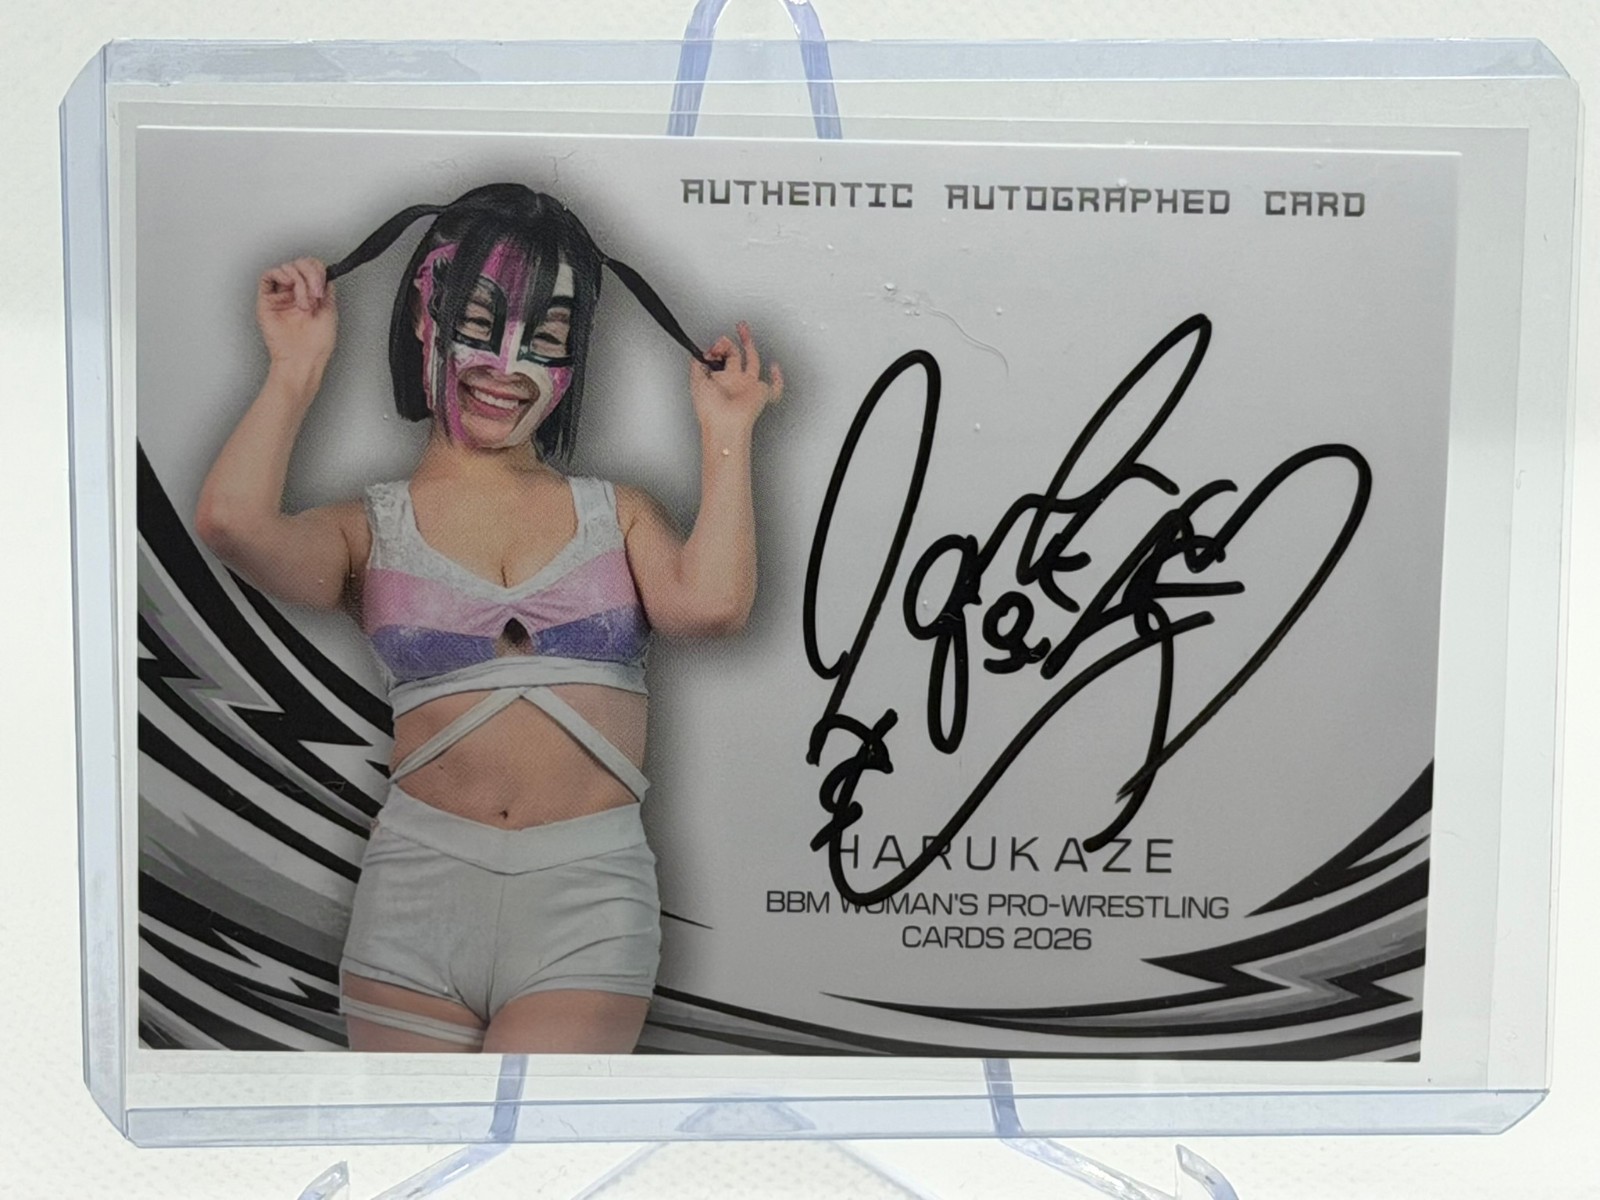 AUTHENTIC AUTOGRAPHED CARD
HARUKAZE
BBM WOMAN'S PRO-WRESTLING
CARDS 2026